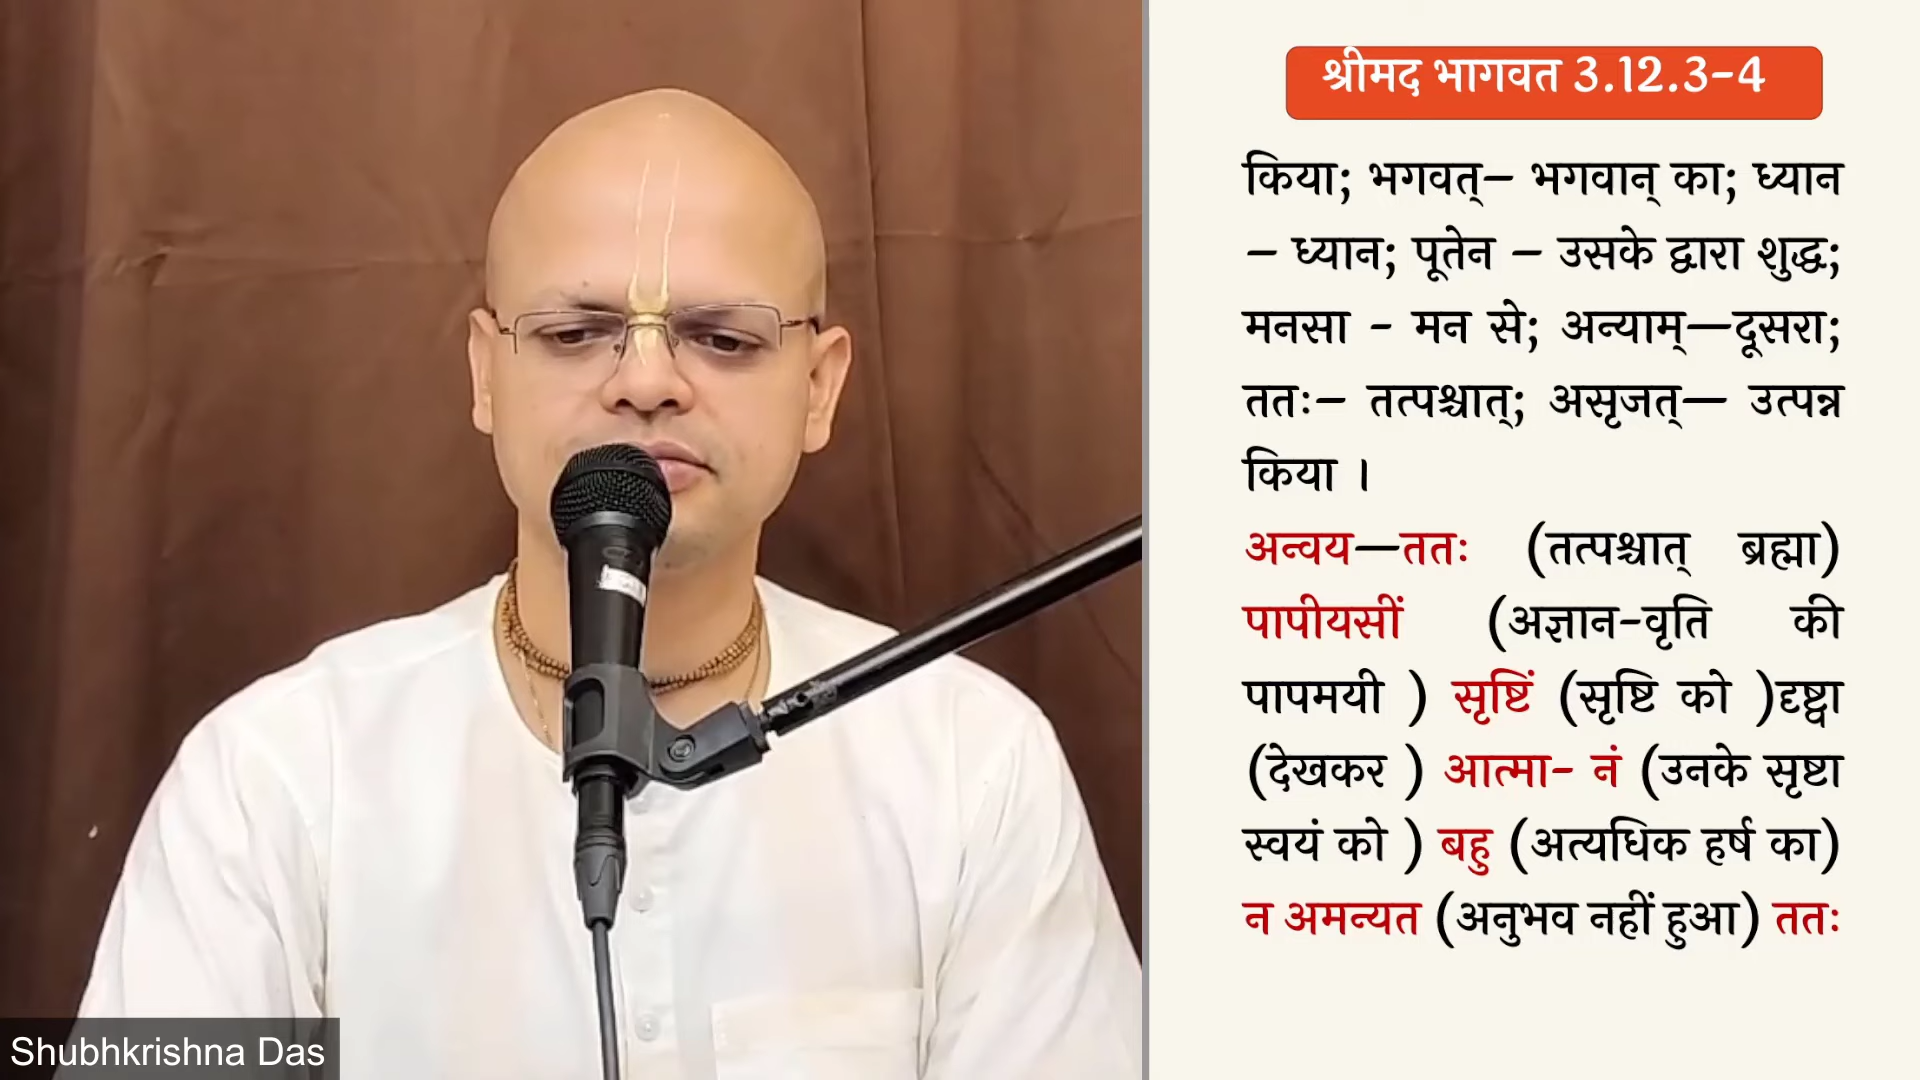 श्रीमद भागवत 3.12.3-4
किया; भगवत्– भगवान् का; ध्यान
– ध्यान; पूतेन – उसके द्वारा शुद्ध;
मनसा - मन से; अन्याम्—दूसरा;
ततः– तत्पश्चात्; असृजत्— उत्पन्न
किया ।
अन्वय—ततः (तत्पश्चात् ब्रह्मा)
पापीयसीं (अज्ञान-वृति की
पापमयी ) सृष्टिं (सृष्टि को )दृष्ट्वा
(देखकर ) आत्मा- नं (उनके सृष्टा
स्वयं को ) बहु (अत्यधिक हर्ष का)
न अमन्यत (अनुभव नहीं हुआ) ततः
Shubhkrishna Das